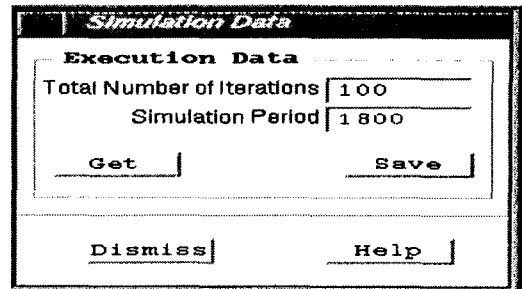 Simulation Data
Execution Data
Total Number of Iterations 100
Simulation Period 1800
Get Save
Dismiss Help